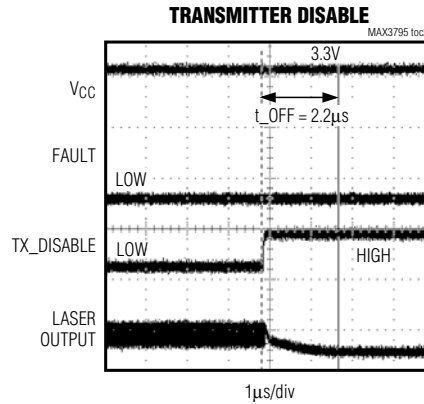 TRANSMITTER DISABLE
MAX3795 toc
3.3V
VCC
t_OFF = 2.2µs
FAULT
LOW
TX_DISABLE
LOW
HIGH
LASER
OUTPUT
1µs/div